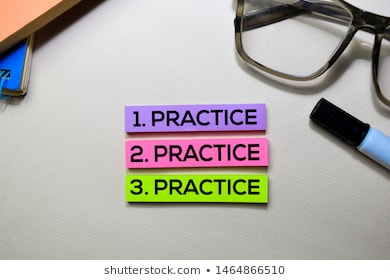 1. PRACTICE
2. PRACTICE
3. PRACTICE
shutterstock.com • 1464866510